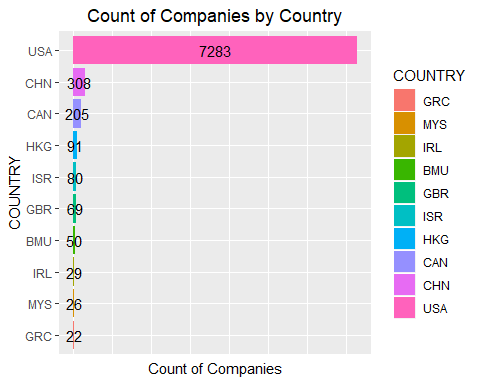 Count of Companies by Country
COUNTRY
USA 7283
CHN 308
CAN 205
HKG 91
ISR 80
GBR 69
BMU 50
IRL 29
MYS 26
GRC 22
Count of Companies
COUNTRY
GRC
MYS
IRL
BMU
GBR
ISR
HKG
CAN
CHN
USA